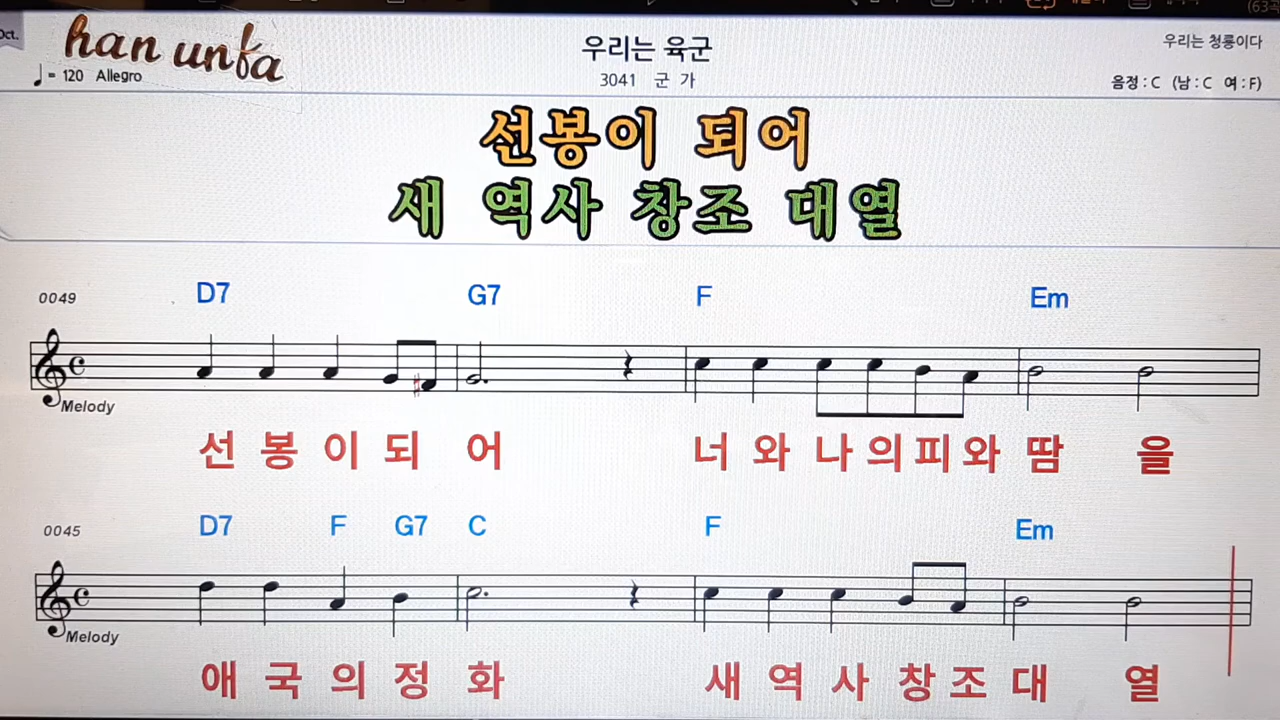 Oct.
han unfa
우리는 육군
우리는 청룡이다
= 120 Allegro
3041 군 가
음정 : C (남 : C 여 : F)
선봉이 되어
새 역사 창조 대열
0049 D7 G7 F Em
Melody
선 봉 이 되 어 너 와 나 의 피 와 땀 을
0045 D7 F G7 C F Em
Melody
애 국 의 정 화 새 역 사 창 조 대 열